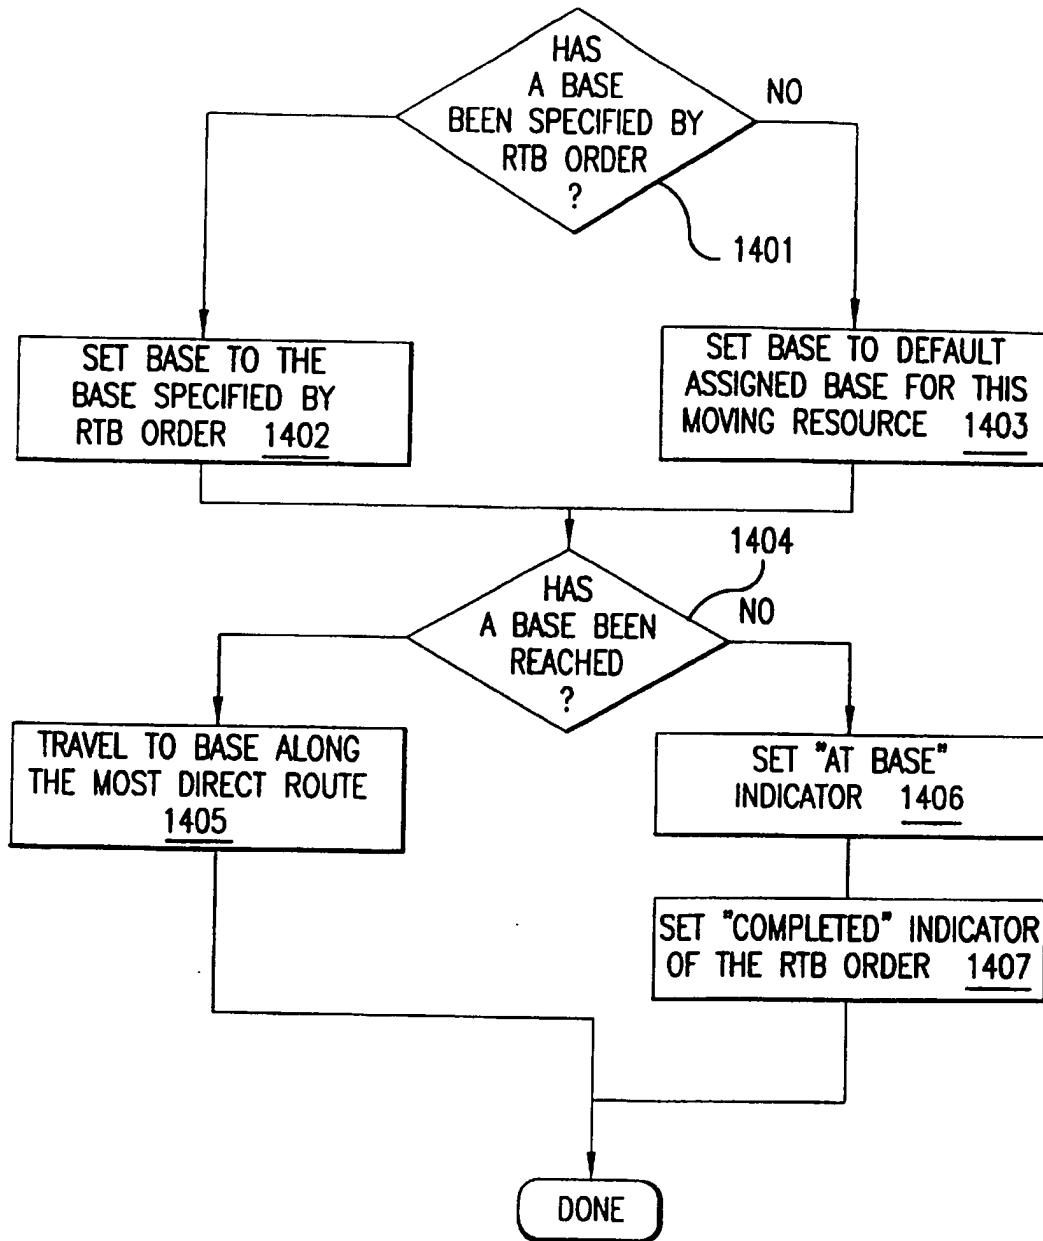 HAS
A BASE
BEEN SPECIFIED BY
RTB ORDER
?
NO
1401
SET BASE TO THE
BASE SPECIFIED BY
RTB ORDER 1402
SET BASE TO DEFAULT
ASSIGNED BASE FOR THIS
MOVING RESOURCE 1403
1404
HAS
A BASE BEEN
REACHED
?
NO
TRAVEL TO BASE ALONG
THE MOST DIRECT ROUTE
1405
SET "AT BASE"
INDICATOR 1406
SET "COMPLETED" INDICATOR
OF THE RTB ORDER 1407
DONE